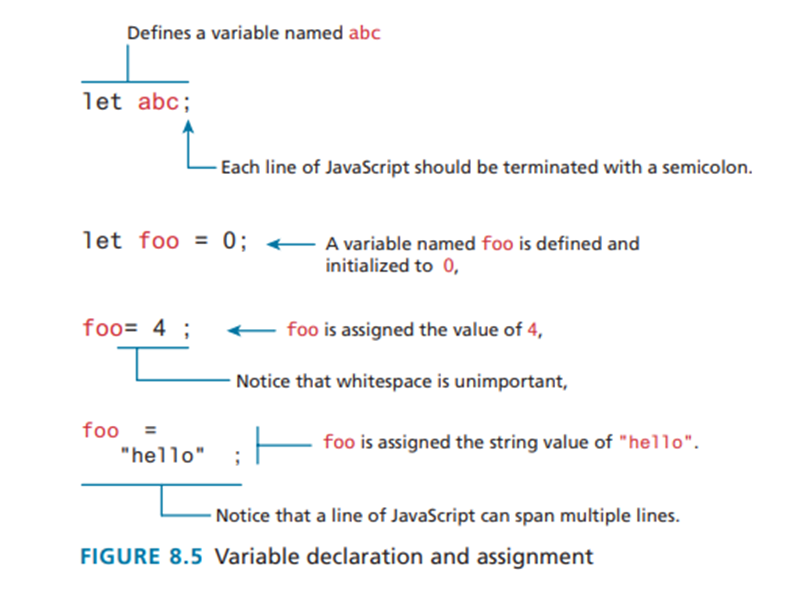 Defines a variable named abc
let abc;
Each line of JavaScript should be terminated with a semicolon.
let foo = 0;
A variable named foo is defined and
initialized to 0,
foo= 4 ;
foo is assigned the value of 4,
Notice that whitespace is unimportant,
foo =
"hello" ;
foo is assigned the string value of "hello".
Notice that a line of JavaScript can span multiple lines.
FIGURE 8.5 Variable declaration and assignment